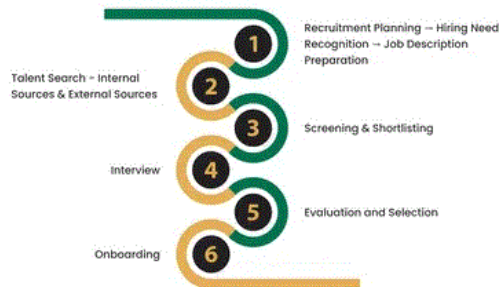 1
Recruitment Planning → Hiring Need
Recognition → Job Description
Preparation
2
Talent Search - Internal
Sources & External Sources
3
Screening & Shortlisting
4
Interview
5
Evaluation and Selection
6
Onboarding